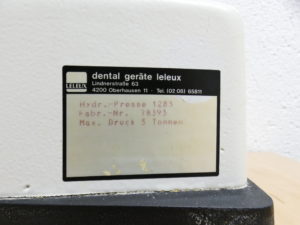 dental geräte leleux
Lindnerstraße 63
4200 Oberhausen 11 · Tel. (02 08) 65811
LELEUX
Hydr.-Presse 1283
Fabr.-Nr. 18393
Max. Druck 5 Tonnen